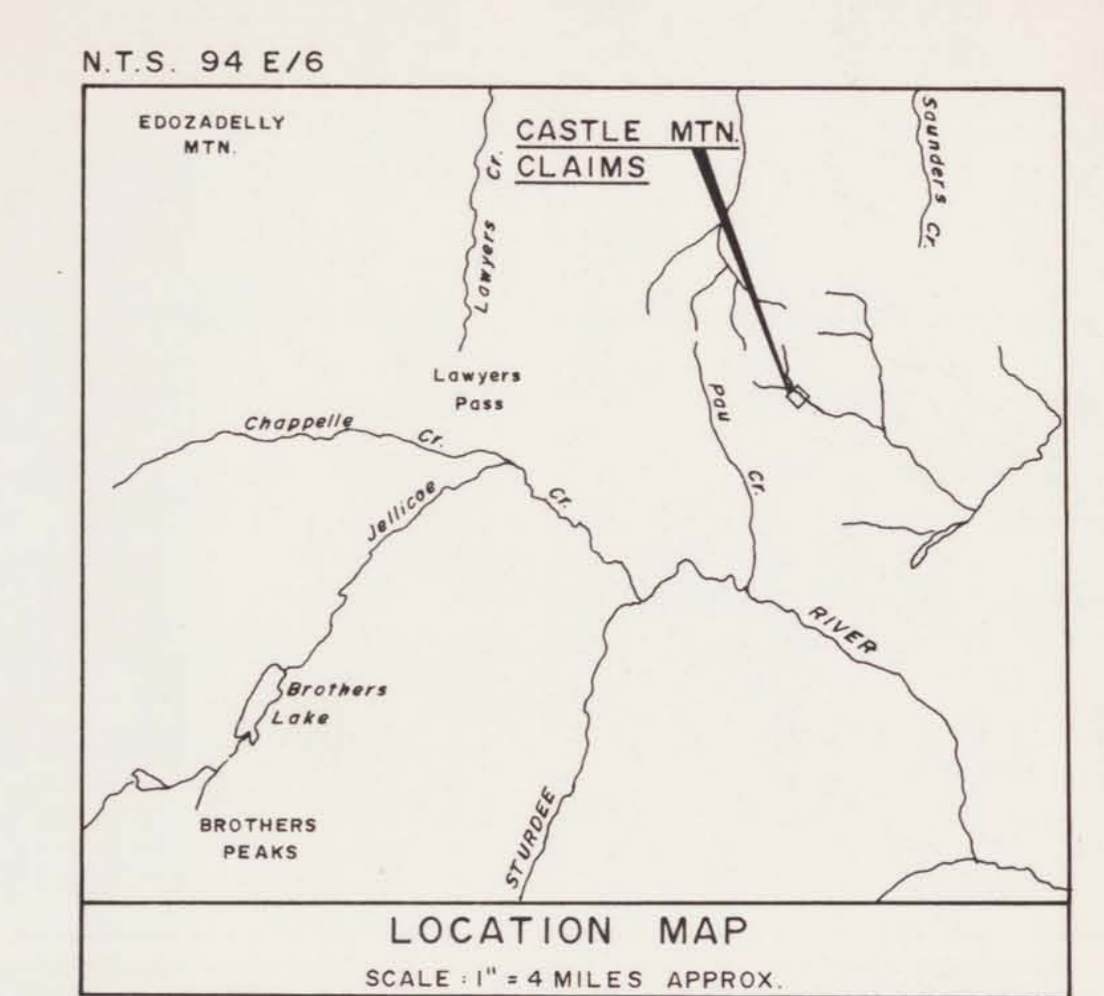 N.T.S. 94 E/6
EDOZADELLY
MTN.
CASTLE MTN.
CLAIMS
Saunders Cr.
Lawyers Cr.
Lawyers
Pass
Chappelle Cr.
Jellicoe Cr.
Pau Cr.
Brothers
Lake
BROTHERS
PEAKS
STURDEE RIVER
LOCATION MAP
SCALE : 1" = 4 MILES APPROX.